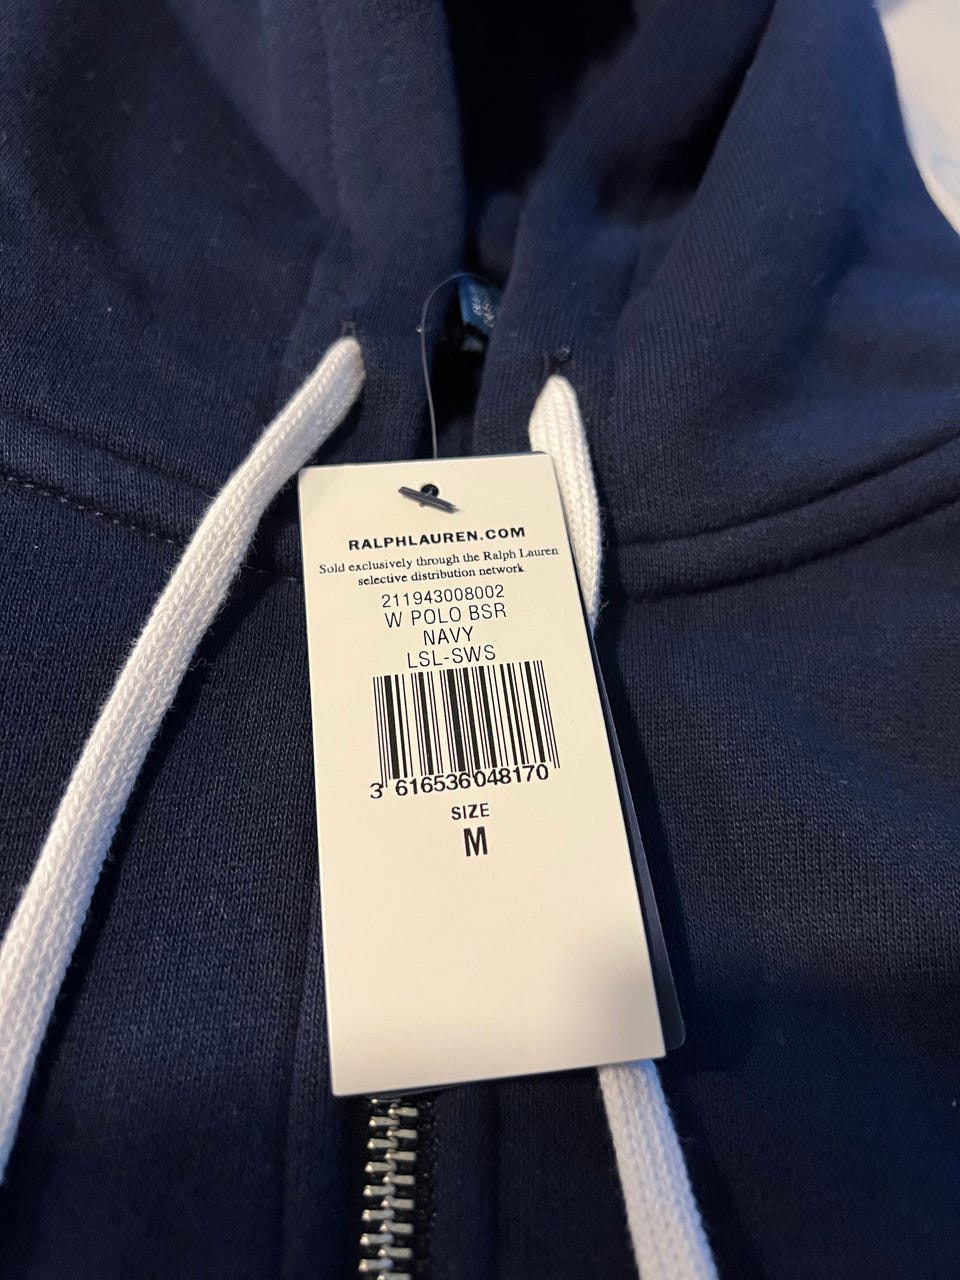 RALPHLAUREN.COM
Sold exclusively through the Ralph Lauren
selective distribution network
211943008002
W POLO BSR
NAVY
LSL-SWS
3 616536 048170
SIZE
M